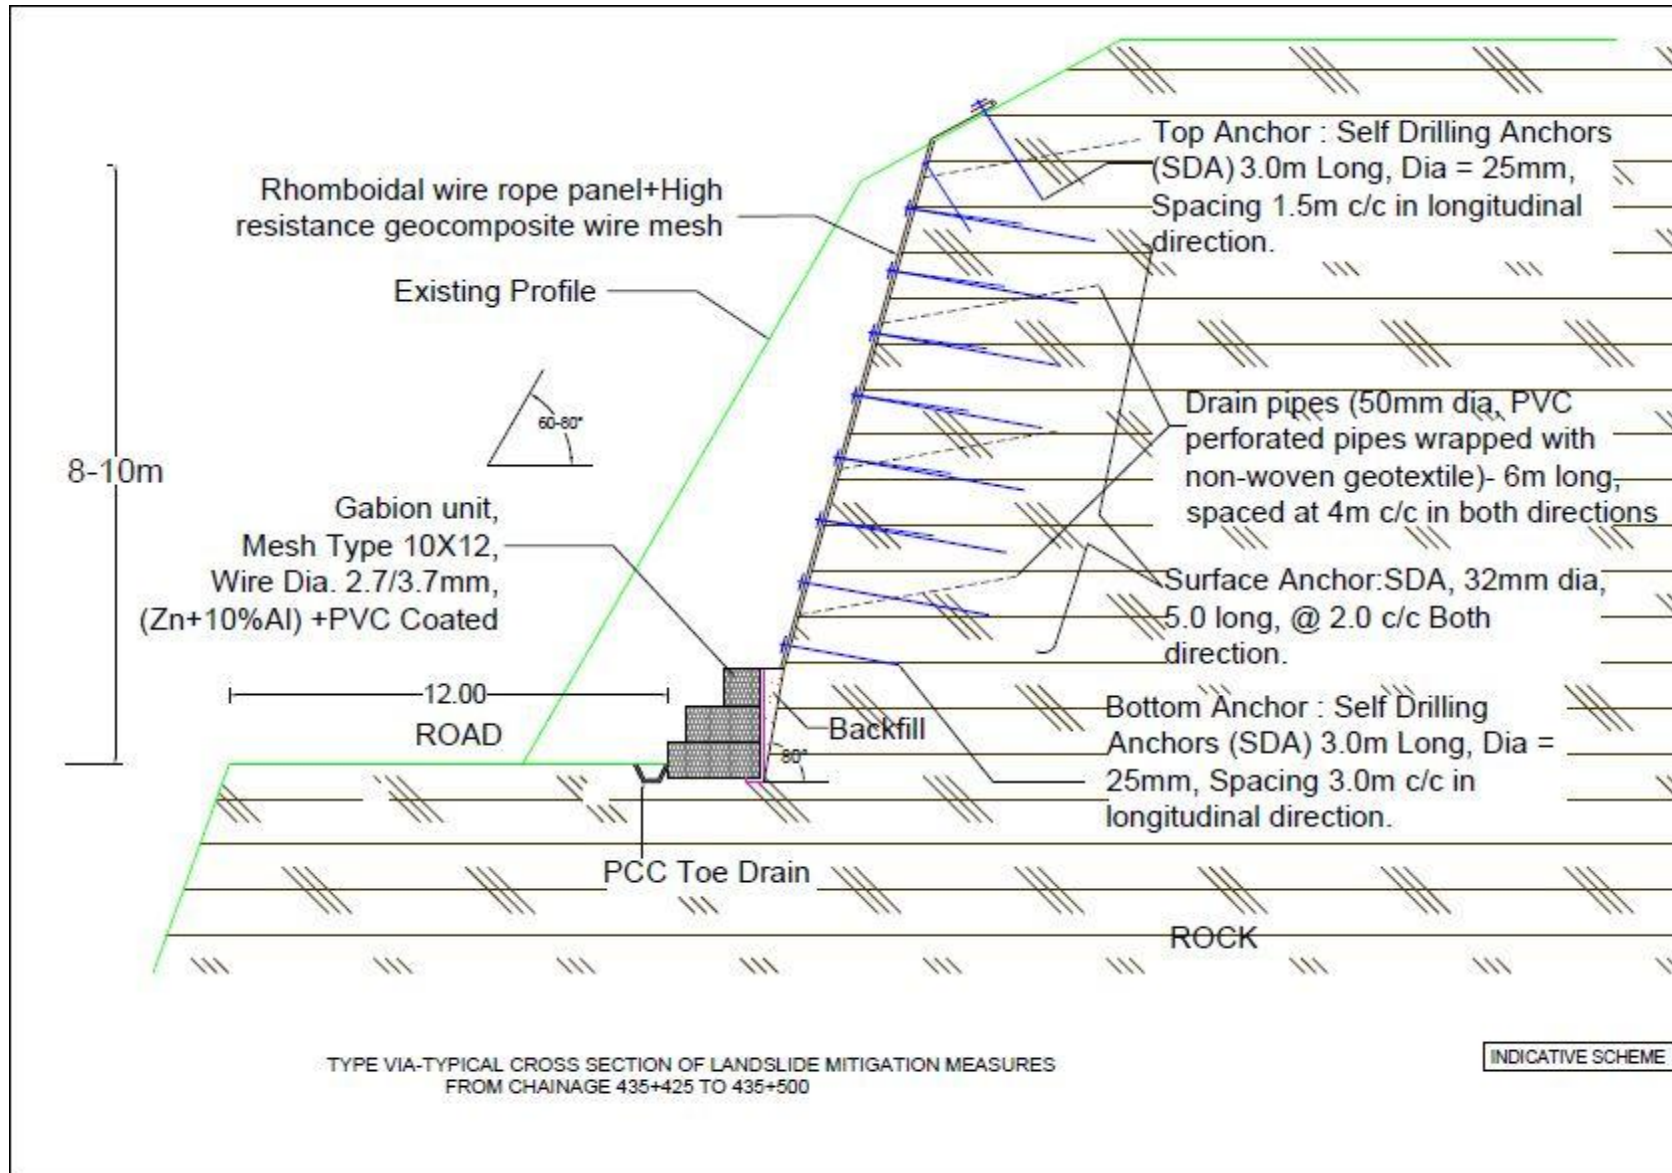 Top Anchor : Self Drilling Anchors
(SDA) 3.0m Long, Dia = 25mm,
Spacing 1.5m c/c in longitudinal
direction.
Rhomboidal wire rope panel+High
resistance geocomposite wire mesh
Existing Profile
60-80°
8-10m
Drain pipes (50mm dia, PVC
perforated pipes wrapped with
non-woven geotextile)- 6m long,
spaced at 4m c/c in both directions
Gabion unit,
Mesh Type 10X12,
Wire Dia. 2.7/3.7mm,
(Zn+10%Al) +PVC Coated
Surface Anchor:SDA, 32mm dia,
5.0 long, @ 2.0 c/c Both
direction.
12.00
ROAD
Backfill
80°
Bottom Anchor : Self Drilling
Anchors (SDA) 3.0m Long, Dia =
25mm, Spacing 3.0m c/c in
longitudinal direction.
PCC Toe Drain
ROCK
TYPE VIA-TYPICAL CROSS SECTION OF LANDSLIDE MITIGATION MEASURES
FROM CHAINAGE 435+425 TO 435+500
INDICATIVE SCHEME